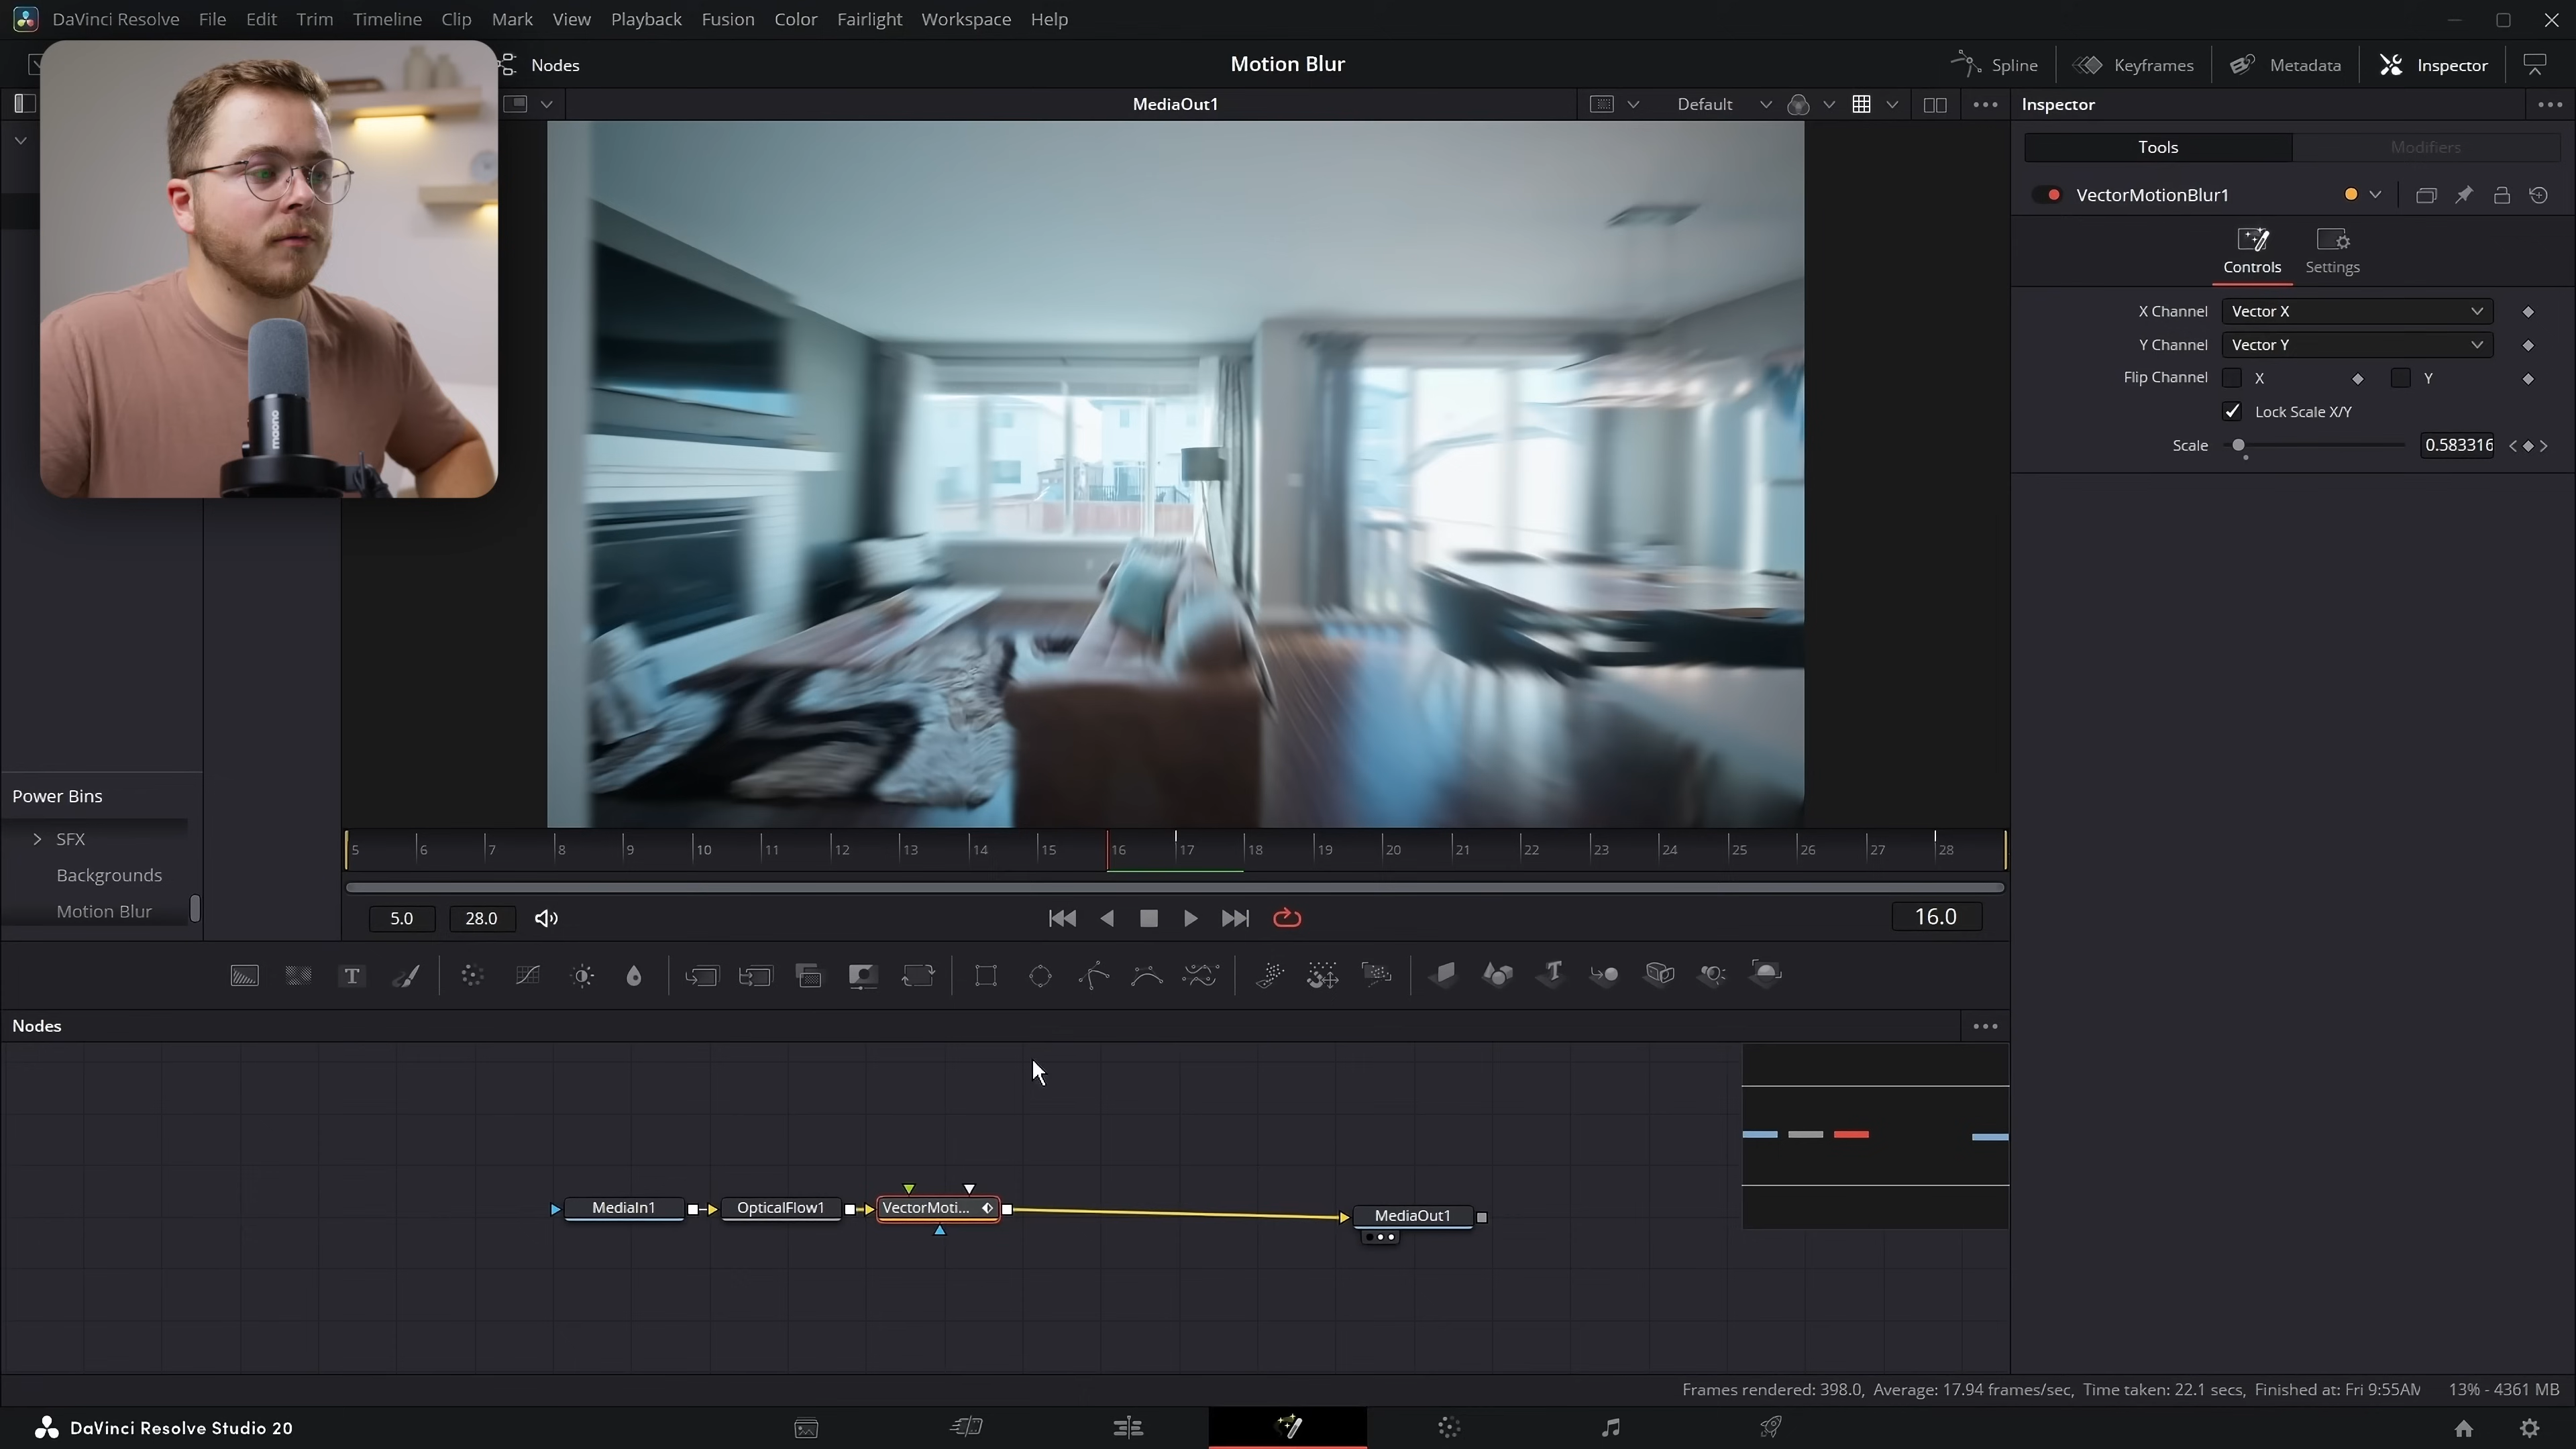 DaVinci Resolve File Edit Trim Timeline Clip Mark View Playback Fusion Color Fairlight Workspace Help
Nodes
Motion Blur
Spline Keyframes Metadata Inspector
MediaOut1
Default
Inspector
Tools Modifiers
VectorMotionBlur1
Controls Settings
X Channel Vector X
Y Channel Vector Y
Flip Channel X Y
Lock Scale X/Y
Scale 0.583316
maono
Power Bins
SFX
Backgrounds
Motion Blur
5 6 7 8 9 10 11 12 13 14 15 16 17 18 19 20 21 22 23 24 25 26 27 28
5.0 28.0 16.0
T
Nodes
MediaIn1 OpticalFlow1 VectorMoti... MediaOut1
Frames rendered: 398.0, Average: 17.94 frames/sec, Time taken: 22.1 secs, Finished at: Fri 9:55AM 13% - 4361 MB
DaVinci Resolve Studio 20